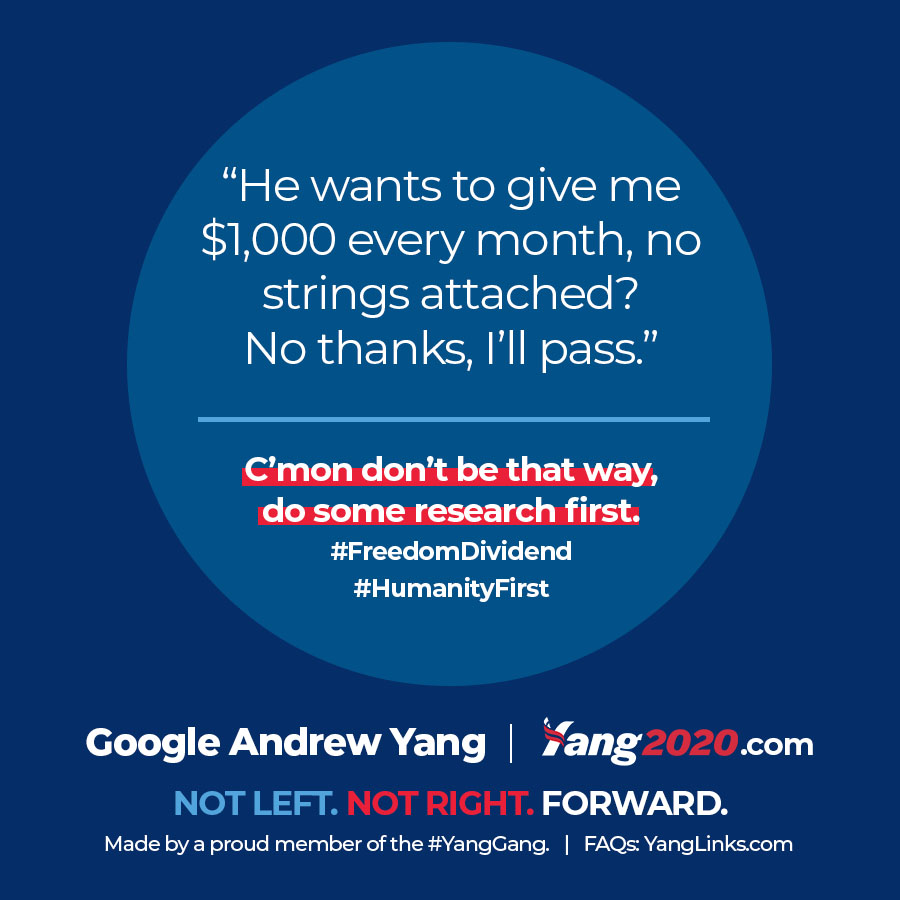 “He wants to give me
$1,000 every month, no
strings attached?
No thanks, I’ll pass.”
C’mon don’t be that way,
do some research first.
#FreedomDividend
#HumanityFirst
Google Andrew Yang | Yang2020.com
NOT LEFT. NOT RIGHT. FORWARD.
Made by a proud member of the #YangGang. | FAQs: YangLinks.com